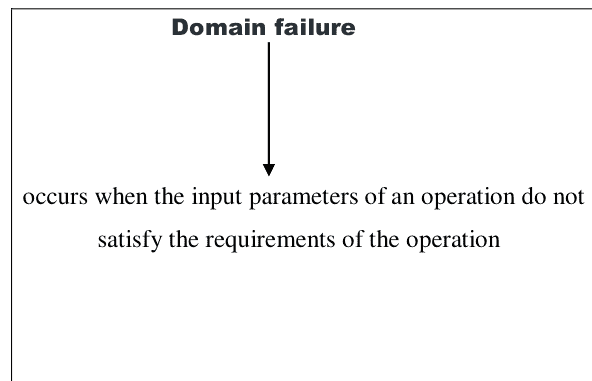 Domain failure
occurs when the input parameters of an operation do not
satisfy the requirements of the operation